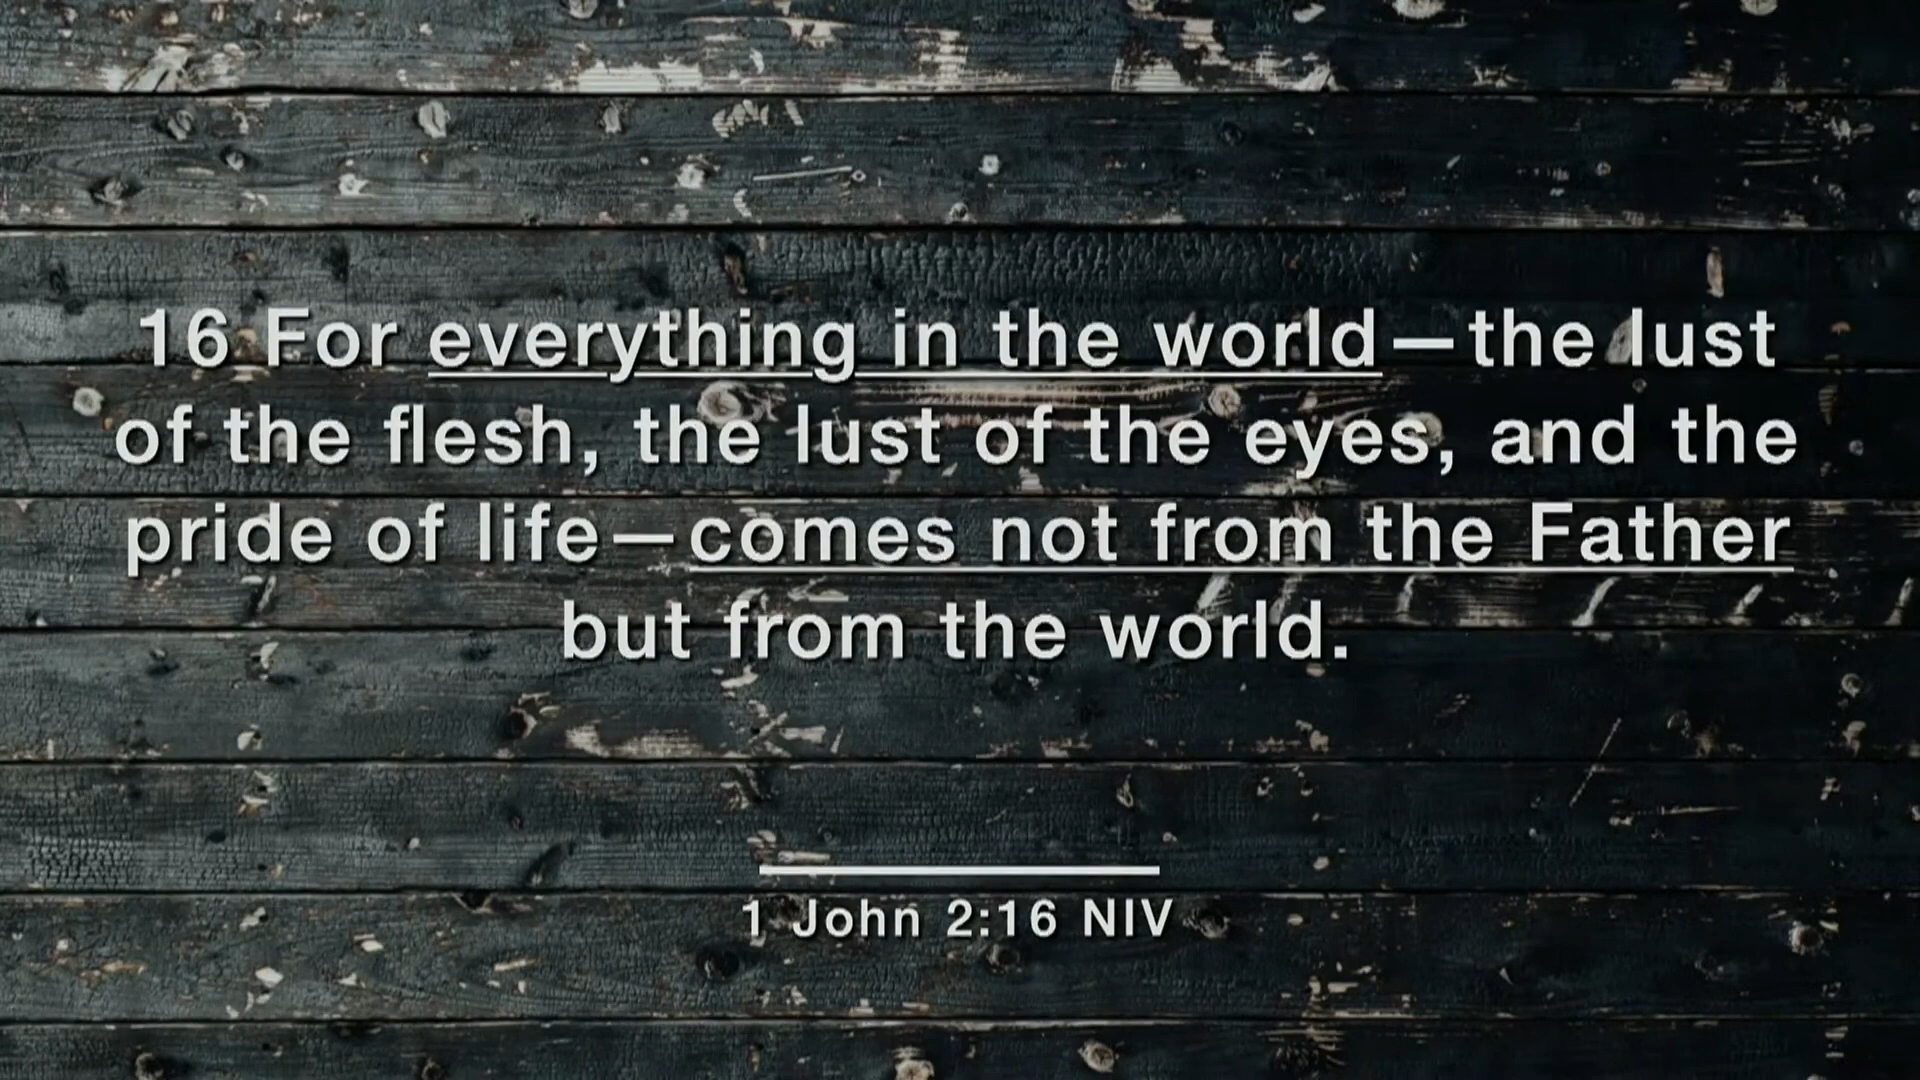 16 For everything in the world—the lust
of the flesh, the lust of the eyes, and the
pride of life—comes not from the Father
but from the world.
1 John 2:16 NIV